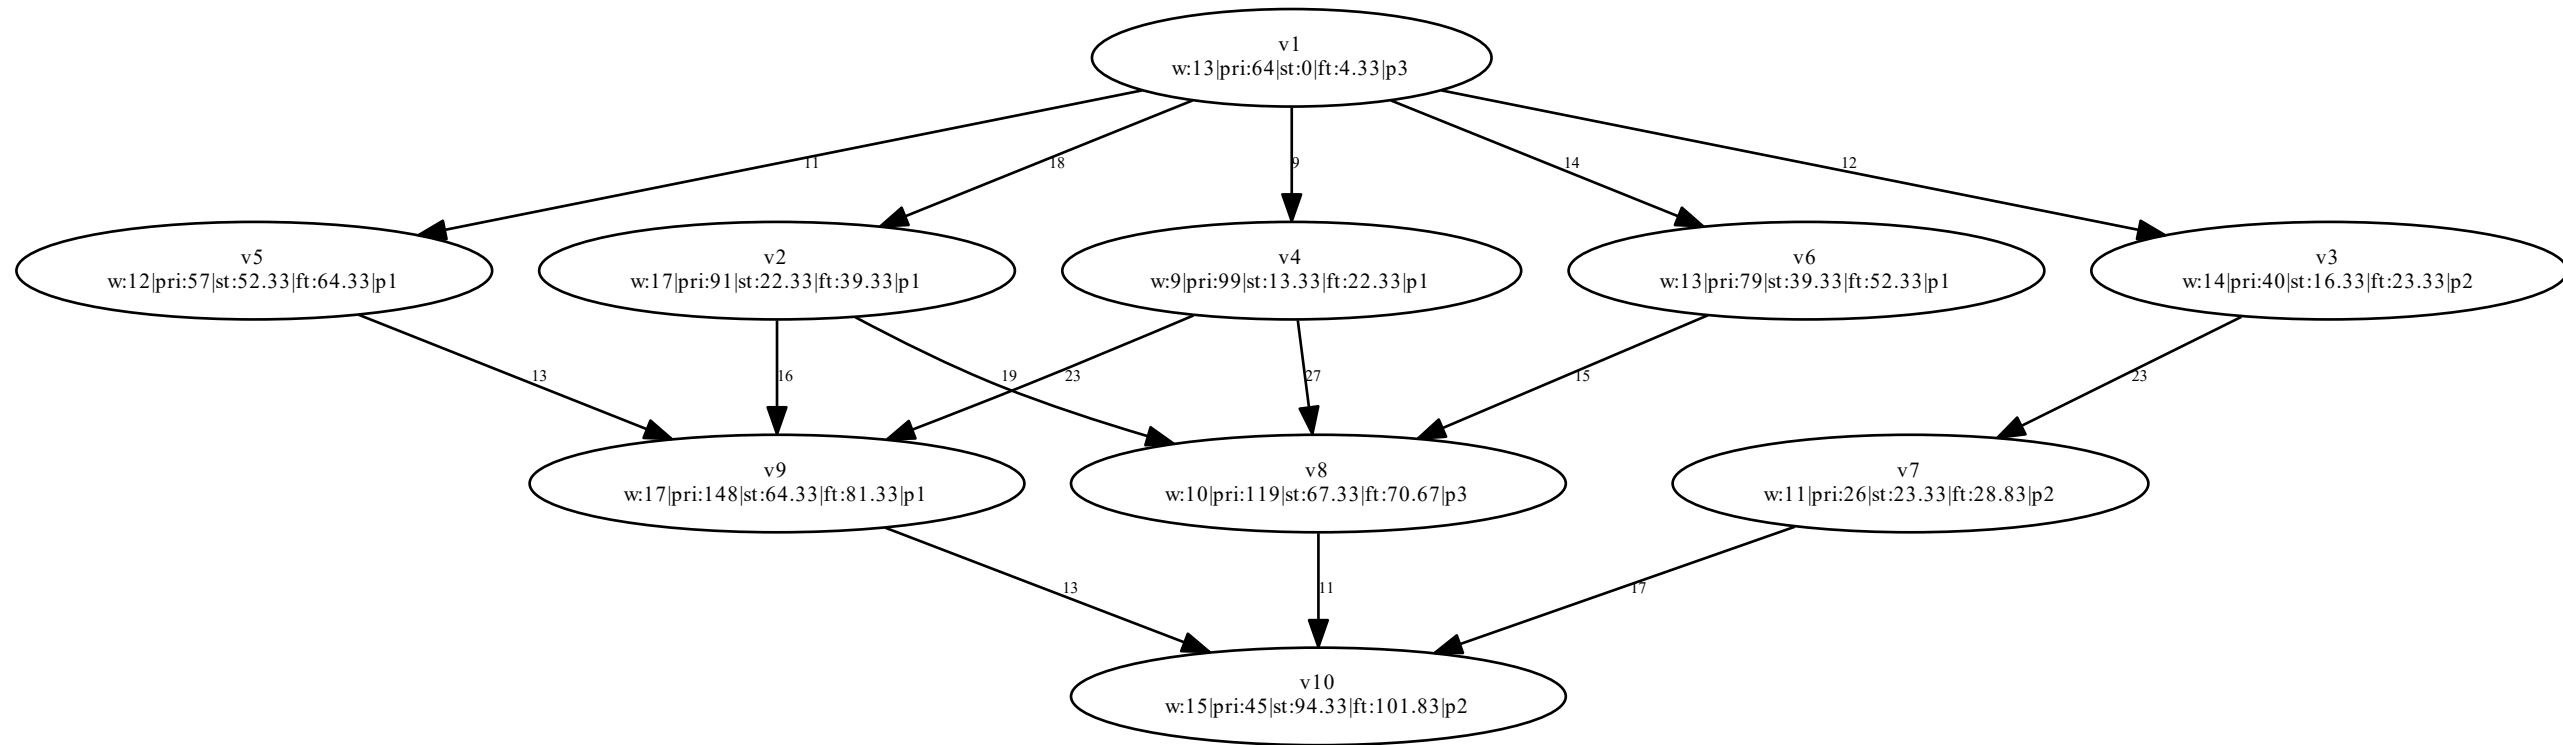 v1
w:13|pri:64|st:0|ft:4.33|p3
11
18
9
14
12
v5
w:12|pri:57|st:52.33|ft:64.33|p1
v2
w:17|pri:91|st:22.33|ft:39.33|p1
v4
w:9|pri:99|st:13.33|ft:22.33|p1
v6
w:13|pri:79|st:39.33|ft:52.33|p1
v3
w:14|pri:40|st:16.33|ft:23.33|p2
13
16
19
23
27
15
23
v9
w:17|pri:148|st:64.33|ft:81.33|p1
v8
w:10|pri:119|st:67.33|ft:70.67|p3
v7
w:11|pri:26|st:23.33|ft:28.83|p2
13
11
17
v10
w:15|pri:45|st:94.33|ft:101.83|p2